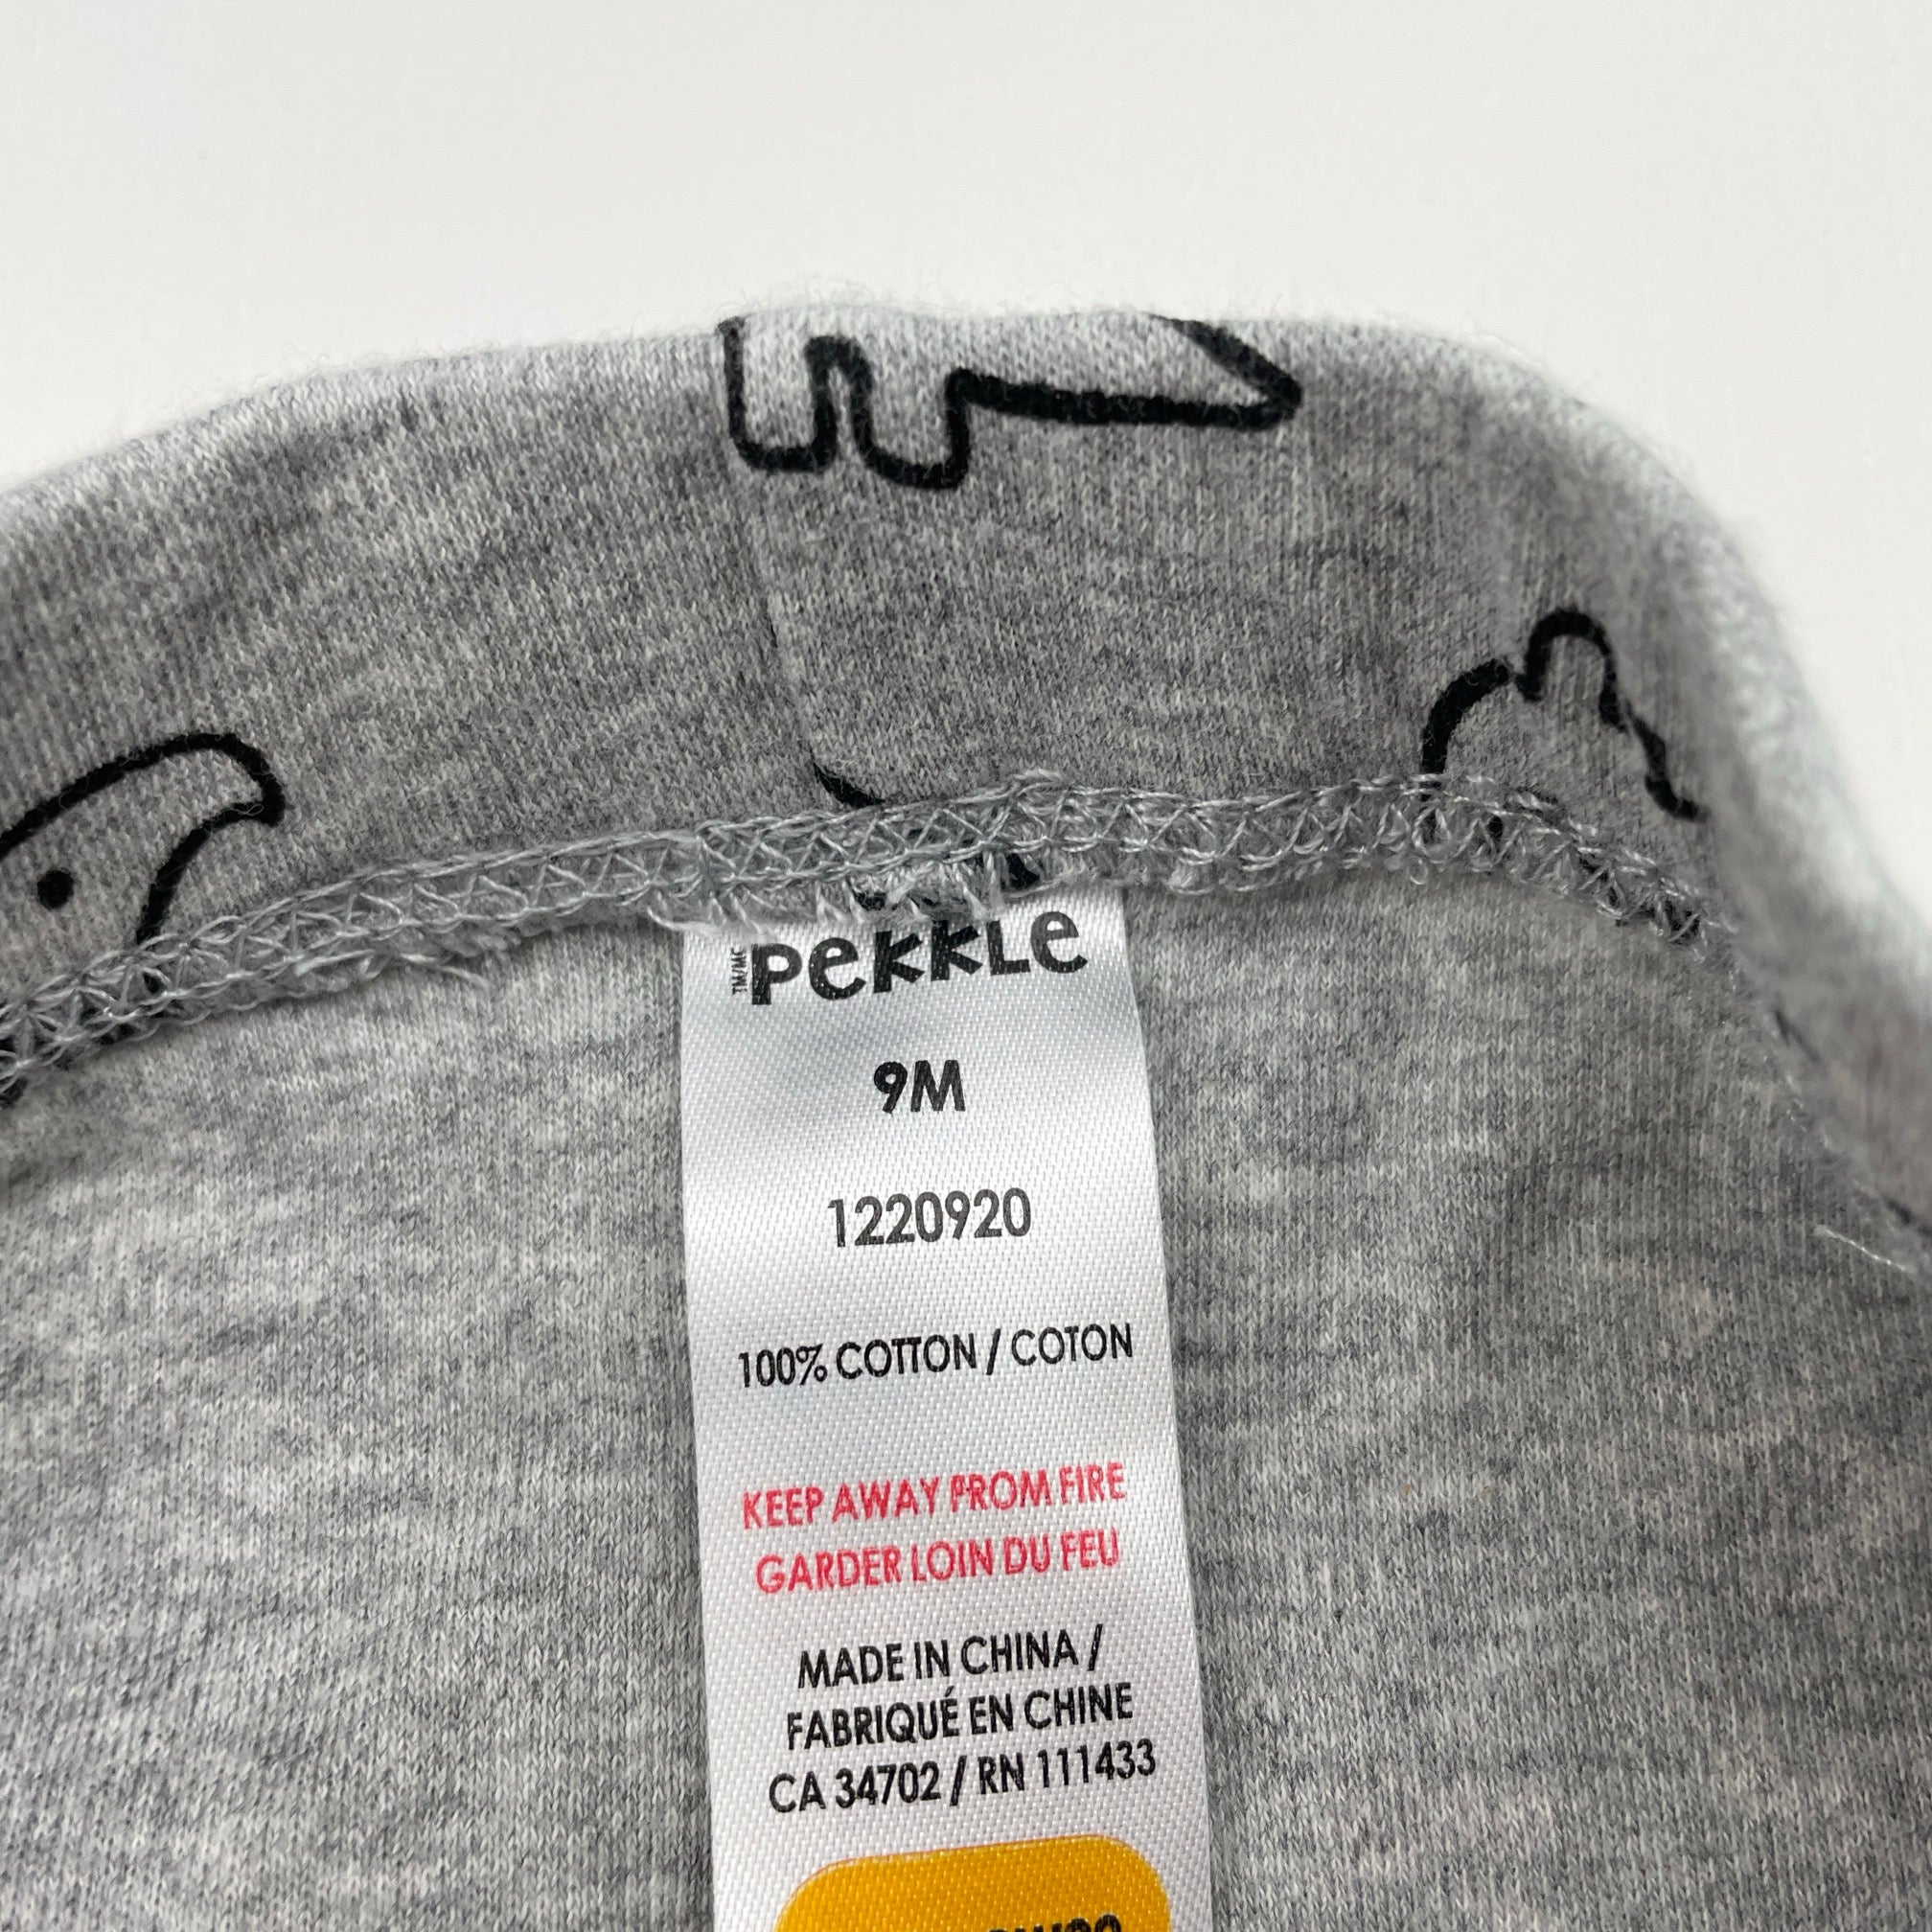 TM/MC PEKKLE
9M
1220920
100% COTTON / COTON
KEEP AWAY FROM FIRE
GARDER LOIN DU FEU
MADE IN CHINA /
FABRIQUÉ EN CHINE
CA 34702 / RN 111433